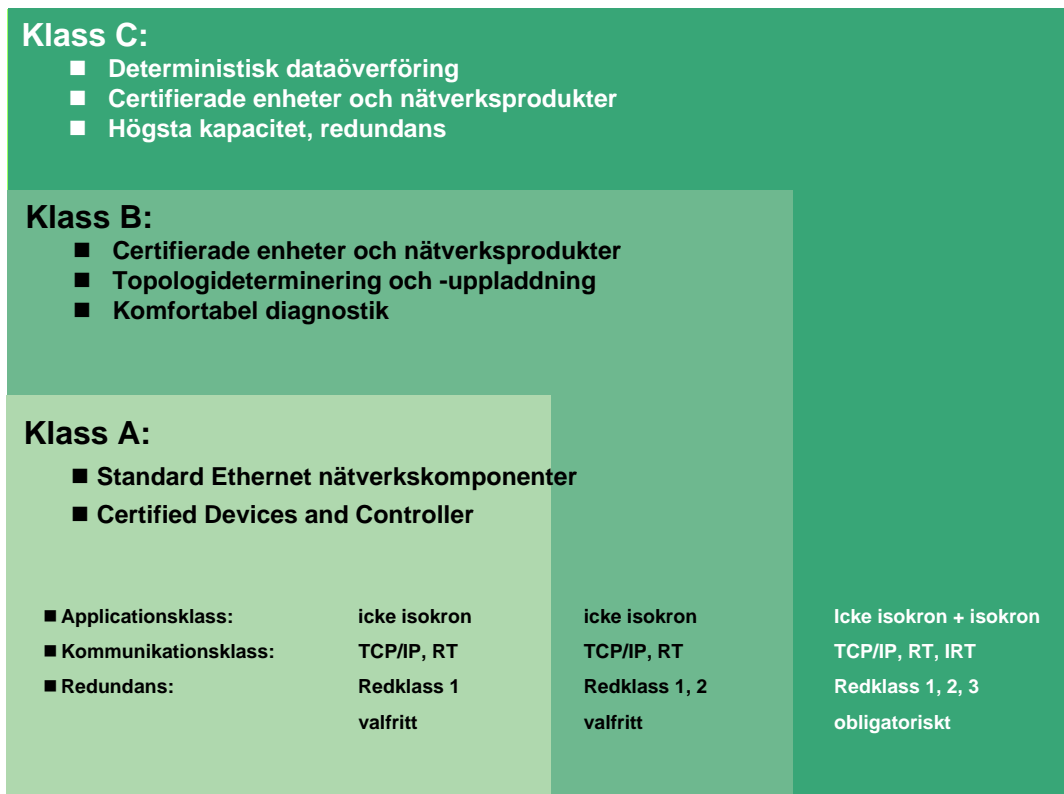 Klass C:
■ Deterministisk dataöverföring
■ Certifierade enheter och nätverksprodukter
■ Högsta kapacitet, redundans
Klass B:
■ Certifierade enheter och nätverksprodukter
■ Topologideterminering och -uppladdning
■ Komfortabel diagnostik
Klass A:
■ Standard Ethernet nätverkskomponenter
■ Certified Devices and Controller
■ Applicationsklass: icke isokron icke isokron Icke isokron + isokron
■ Kommunikationsklass: TCP/IP, RT TCP/IP, RT TCP/IP, RT, IRT
■ Redundans: Redklass 1 Redklass 1, 2 Redklass 1, 2, 3
valfritt valfritt obligatoriskt